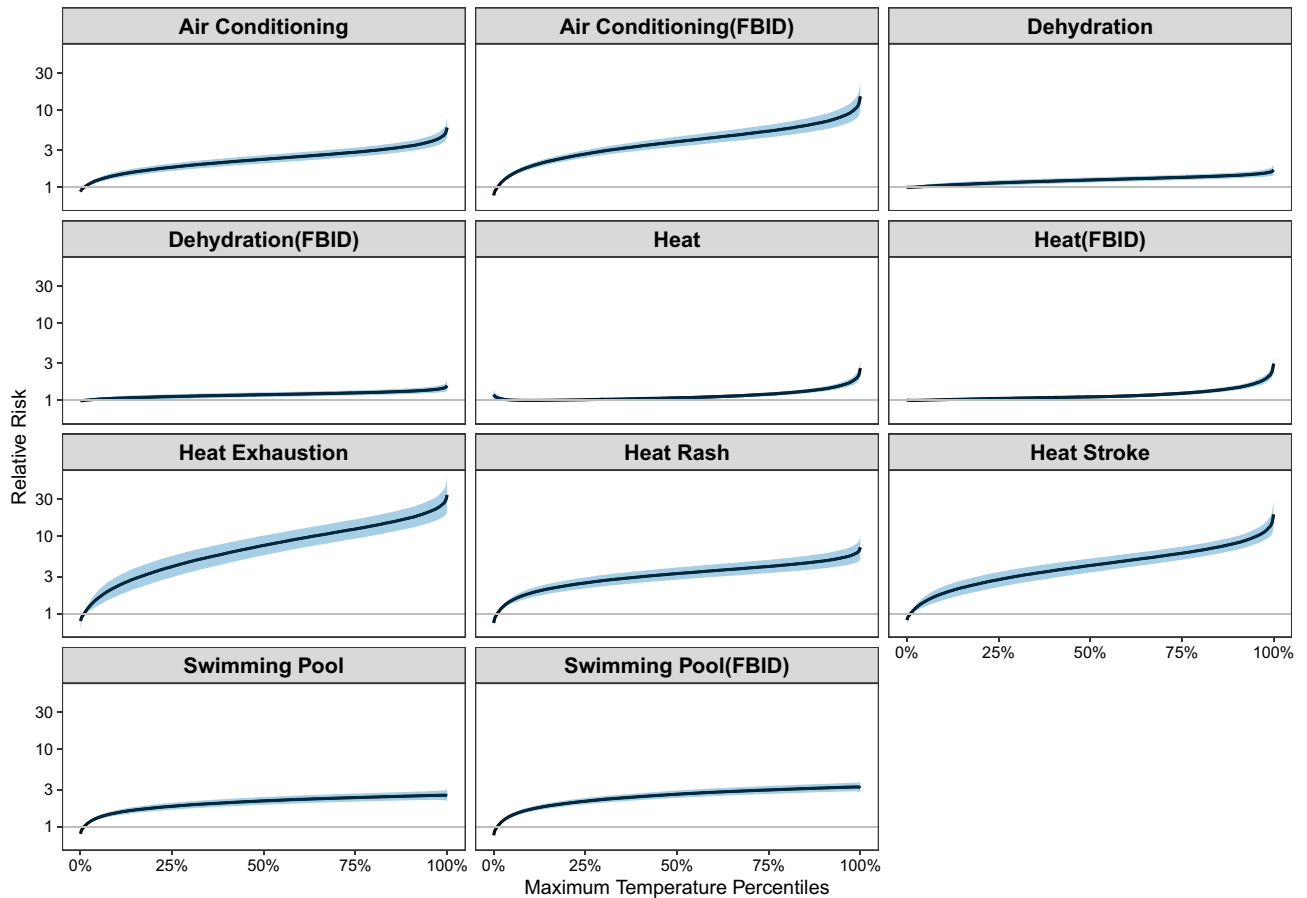 Air Conditioning
Air Conditioning(FBID)
Dehydration
30
10
3
1
Dehydration(FBID)
Heat
Heat(FBID)
30
10
3
1
Heat Exhaustion
Heat Rash
Heat Stroke
30
10
3
1
0% 25% 50% 75% 100%
Swimming Pool
Swimming Pool(FBID)
30
10
3
1
0% 25% 50% 75% 100%
0% 25% 50% 75% 100%
Relative Risk
Maximum Temperature Percentiles